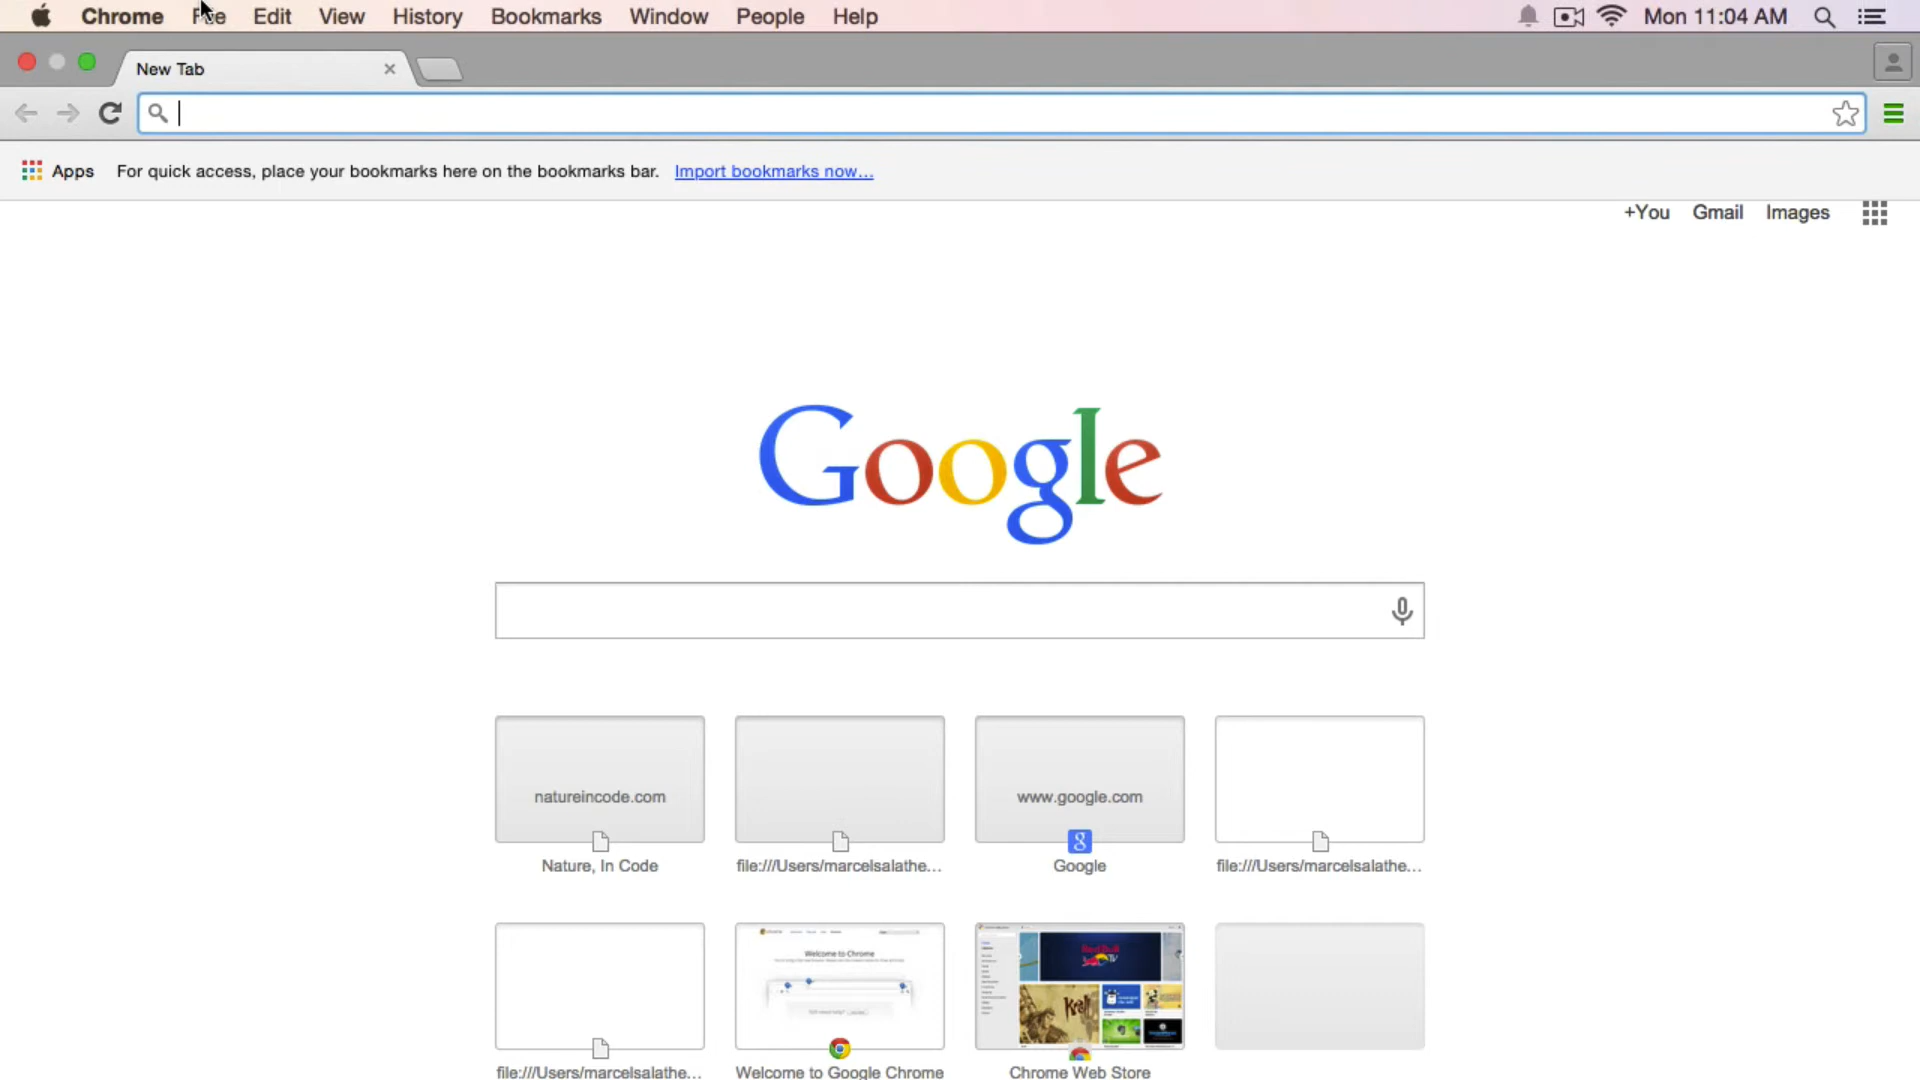 Chrome File Edit View History Bookmarks Window People Help Mon 11:04 AM
New Tab
Apps For quick access, place your bookmarks here on the bookmarks bar. Import bookmarks now...
+You Gmail Images
Google
natureincode.com www.google.com
Nature, In Code file:///Users/marcelsalathe... Google file:///Users/marcelsalathe...
Welcome to Chrome
file:///Users/marcelsalathe... Welcome to Google Chrome Chrome Web Store